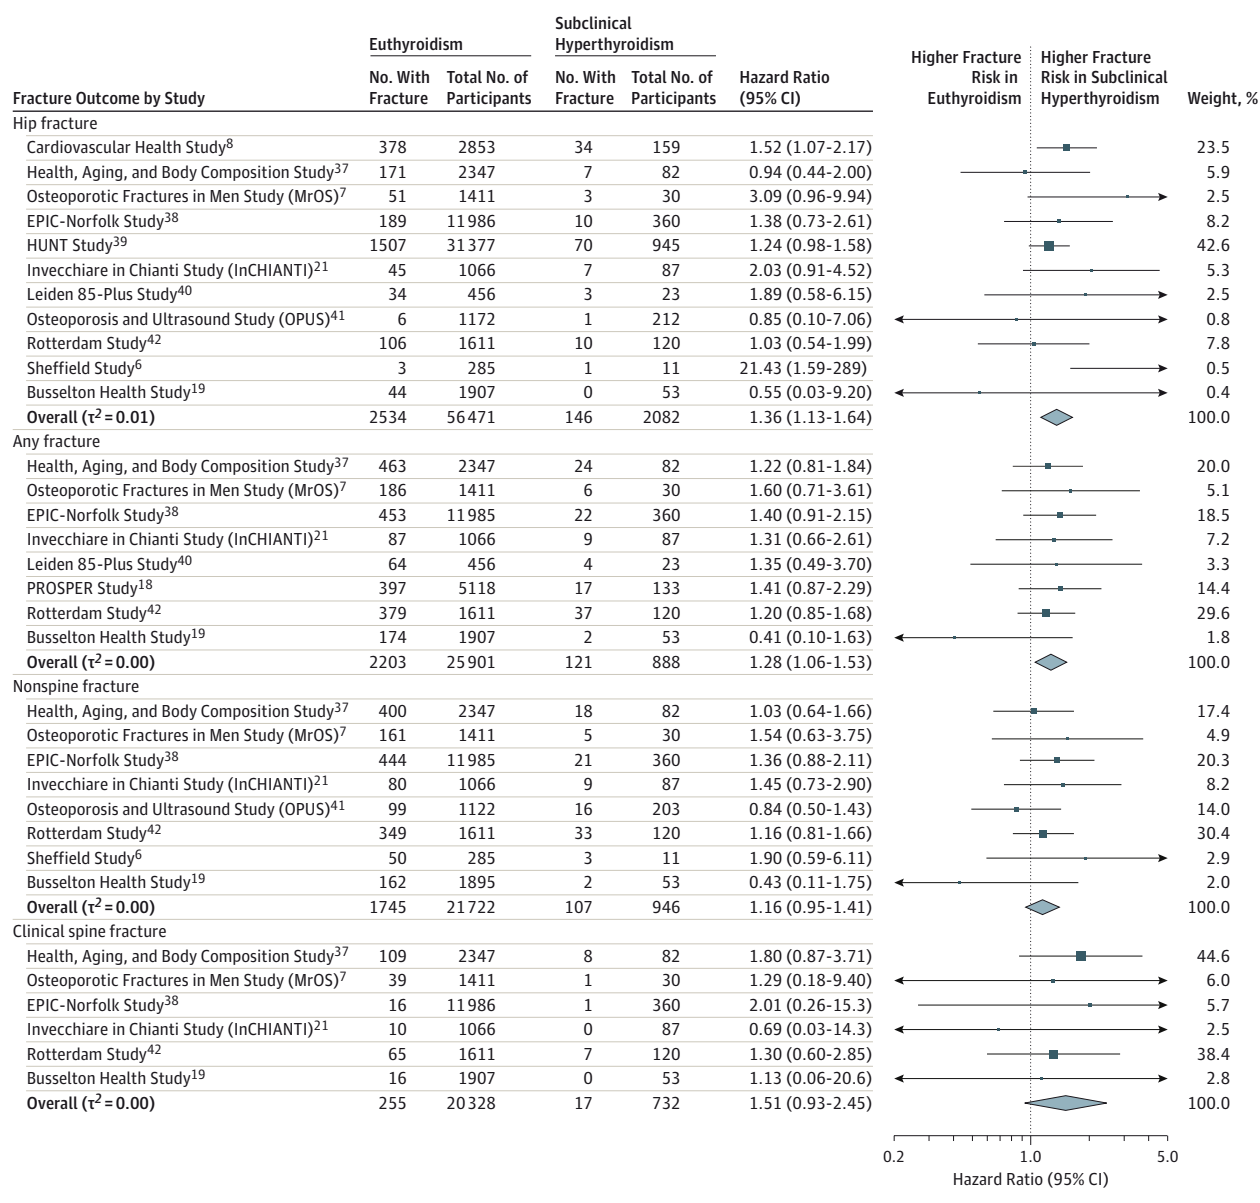 Subclinical
Euthyroidism Hyperthyroidism
Higher Fracture Risk in Euthyroidism Higher Fracture Risk in Subclinical Hyperthyroidism
Fracture Outcome by Study No. With Fracture Total No. of Participants No. With Fracture Total No. of Participants Hazard Ratio (95% CI) Weight, %
Hip fracture
Cardiovascular Health Study8 378 2853 34 159 1.52 (1.07-2.17) 23.5
Health, Aging, and Body Composition Study37 171 2347 7 82 0.94 (0.44-2.00) 5.9
Osteoporotic Fractures in Men Study (MrOS)7 51 1411 3 30 3.09 (0.96-9.94) 2.5
EPIC-Norfolk Study38 189 11986 10 360 1.38 (0.73-2.61) 8.2
HUNT Study39 1507 31377 70 945 1.24 (0.98-1.58) 42.6
Invecchiare in Chianti Study (InCHIANTI)21 45 1066 7 87 2.03 (0.91-4.52) 5.3
Leiden 85-Plus Study40 34 456 3 23 1.89 (0.58-6.15) 2.5
Osteoporosis and Ultrasound Study (OPUS)41 6 1172 1 212 0.85 (0.10-7.06) 0.8
Rotterdam Study42 106 1611 10 120 1.03 (0.54-1.99) 7.8
Sheffield Study6 3 285 1 11 21.43 (1.59-289) 0.5
Busselton Health Study19 44 1907 0 53 0.55 (0.03-9.20) 0.4
Overall (τ2 = 0.01) 2534 56471 146 2082 1.36 (1.13-1.64) 100.0
Any fracture
Health, Aging, and Body Composition Study37 463 2347 24 82 1.22 (0.81-1.84) 20.0
Osteoporotic Fractures in Men Study (MrOS)7 186 1411 6 30 1.60 (0.71-3.61) 5.1
EPIC-Norfolk Study38 453 11985 22 360 1.40 (0.91-2.15) 18.5
Invecchiare in Chianti Study (InCHIANTI)21 87 1066 9 87 1.31 (0.66-2.61) 7.2
Leiden 85-Plus Study40 64 456 4 23 1.35 (0.49-3.70) 3.3
PROSPER Study18 397 5118 17 133 1.41 (0.87-2.29) 14.4
Rotterdam Study42 379 1611 37 120 1.20 (0.85-1.68) 29.6
Busselton Health Study19 174 1907 2 53 0.41 (0.10-1.63) 1.8
Overall (τ2 = 0.00) 2203 25901 121 888 1.28 (1.06-1.53) 100.0
Nonspine fracture
Health, Aging, and Body Composition Study37 400 2347 18 82 1.03 (0.64-1.66) 17.4
Osteoporotic Fractures in Men Study (MrOS)7 161 1411 5 30 1.54 (0.63-3.75) 4.9
EPIC-Norfolk Study38 444 11985 21 360 1.36 (0.88-2.11) 20.3
Invecchiare in Chianti Study (InCHIANTI)21 80 1066 9 87 1.45 (0.73-2.90) 8.2
Osteoporosis and Ultrasound Study (OPUS)41 99 1122 16 203 0.84 (0.50-1.43) 14.0
Rotterdam Study42 349 1611 33 120 1.16 (0.81-1.66) 30.4
Sheffield Study6 50 285 3 11 1.90 (0.59-6.11) 2.9
Busselton Health Study19 162 1895 2 53 0.43 (0.11-1.75) 2.0
Overall (τ2 = 0.00) 1745 21722 107 946 1.16 (0.95-1.41) 100.0
Clinical spine fracture
Health, Aging, and Body Composition Study37 109 2347 8 82 1.80 (0.87-3.71) 44.6
Osteoporotic Fractures in Men Study (MrOS)7 39 1411 1 30 1.29 (0.18-9.40) 6.0
EPIC-Norfolk Study38 16 11986 1 360 2.01 (0.26-15.3) 5.7
Invecchiare in Chianti Study (InCHIANTI)21 10 1066 0 87 0.69 (0.03-14.3) 2.5
Rotterdam Study42 65 1611 7 120 1.30 (0.60-2.85) 38.4
Busselton Health Study19 16 1907 0 53 1.13 (0.06-20.6) 2.8
Overall (τ2 = 0.00) 255 20328 17 732 1.51 (0.93-2.45) 100.0
0.2 1.0 5.0
Hazard Ratio (95% CI)